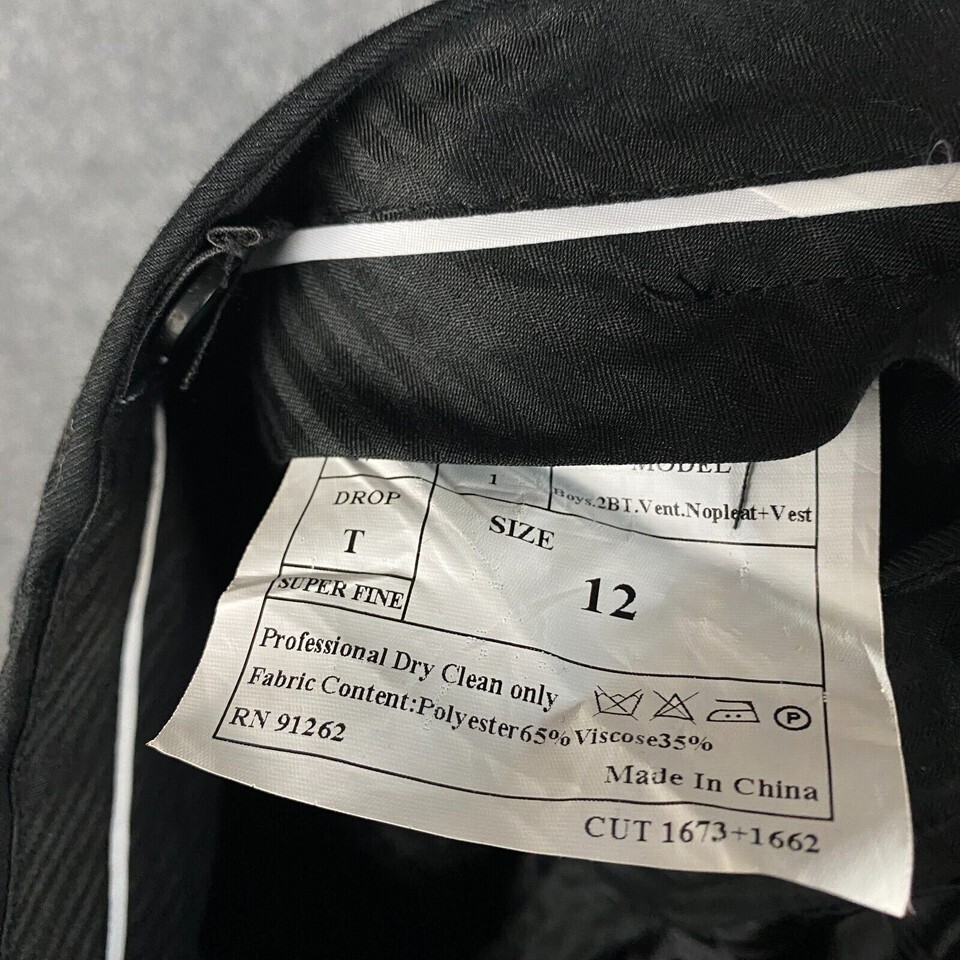 MODEL
1
Boys.2BT.Vent.Nopleat+Vest
DROP
T
SIZE
12
SUPER FINE
Professional Dry Clean only
P
Fabric Content:Polyester65%Viscose35%
RN 91262
Made In China
CUT 1673+1662